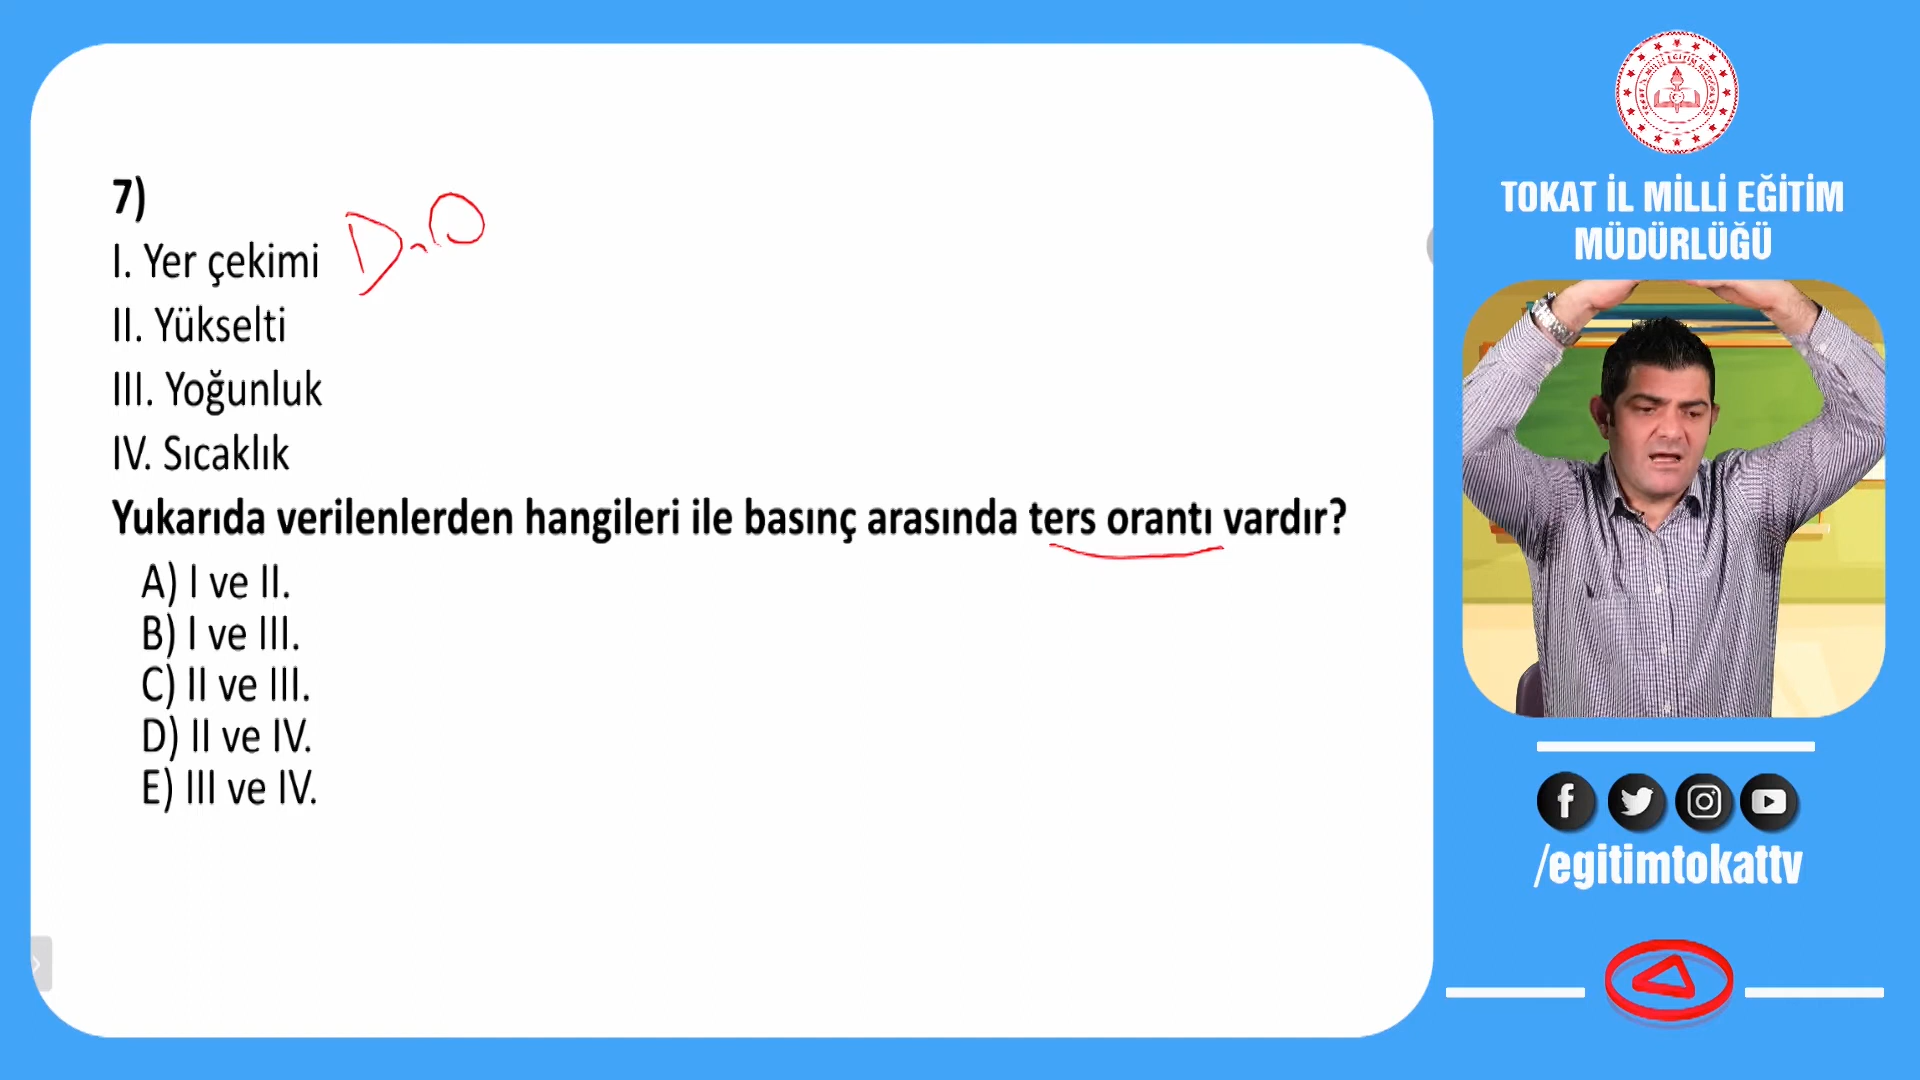 7)
I. Yer çekimi D.O
II. Yükselti
III. Yoğunluk
IV. Sıcaklık
Yukarıda verilenlerden hangileri ile basınç arasında ters orantı vardır?
A) I ve II.
B) I ve III.
C) II ve III.
D) II ve IV.
E) III ve IV.
TOKAT İL MİLLİ EĞİTİM
MÜDÜRLÜĞÜ
/egitimtokattv